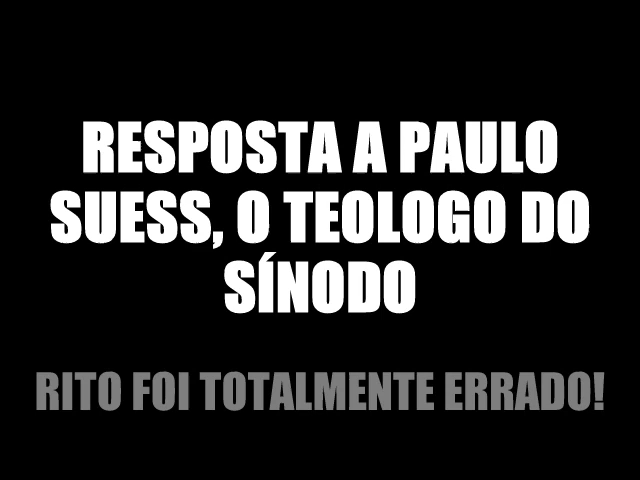 RESPOSTA A PAULO
SUESS, O TEOLOGO DO
SÍNODO
RITO FOI TOTALMENTE ERRADO!